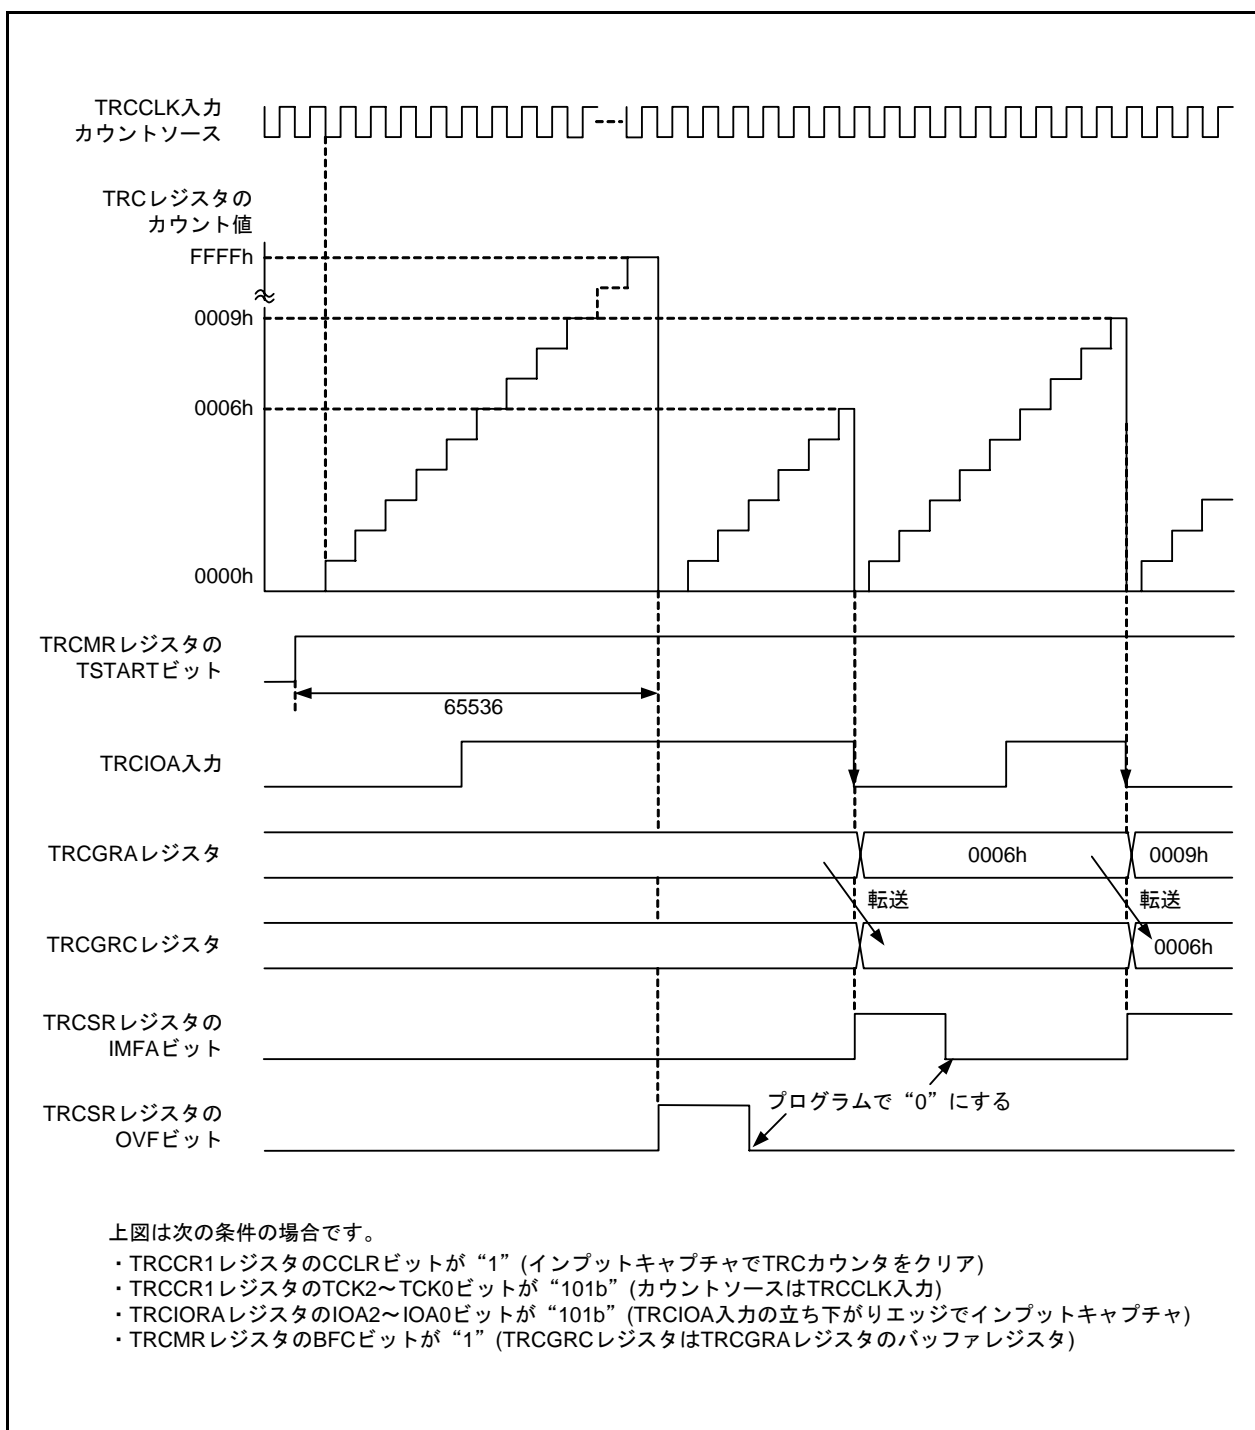 TRCCLK入力
カウントソース
TRCレジスタの
カウント値
FFFFh
0009h
0006h
0000h
TRCMRレジスタの
TSTARTビット
65536
TRCIOA入力
TRCGRAレジスタ
0006h
0009h
転送
転送
TRCGRCレジスタ
0006h
TRCSRレジスタの
IMFAビット
プログラムで“0”にする
TRCSRレジスタの
OVFビット
上図は次の条件の場合です。
・TRCCR1レジスタのCCLRビットが“1”(インプットキャプチャでTRCカウンタをクリア)
・TRCCR1レジスタのTCK2～TCK0ビットが“101b”(カウントソースはTRCCLK入力)
・TRCIORAレジスタのIOA2～IOA0ビットが“101b”(TRCIOA入力の立ち下がりエッジでインプットキャプチャ)
・TRCMRレジスタのBFCビットが“1”(TRCGRCレジスタはTRCGRAレジスタのバッファレジスタ)